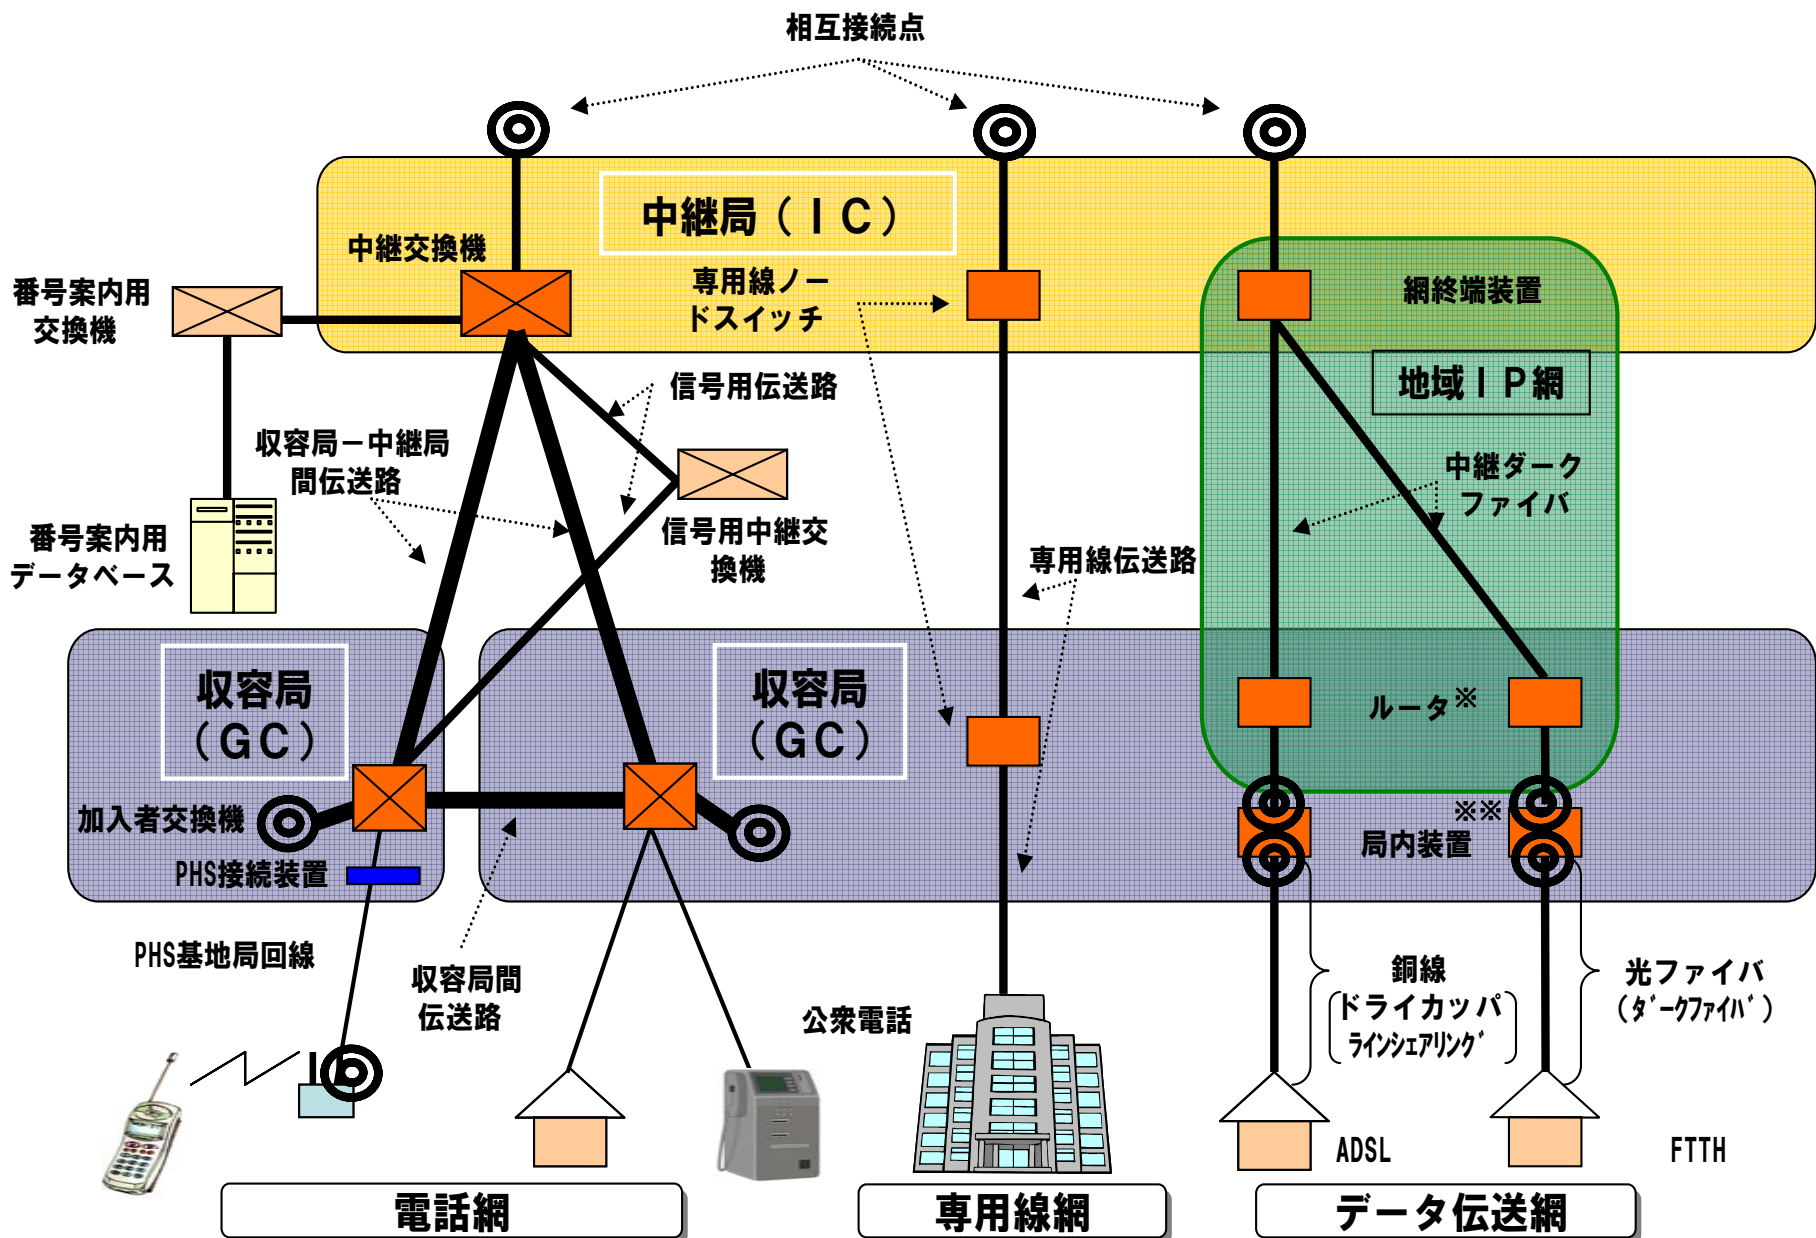 相互接続点
中継局(IC)
中継交換機
番号案内用
交換機
専用線ノー
ドスイッチ
網終端装置
地域IP網
信号用伝送路
収容局-中継局
間伝送路
中継ダーク
ファイバ
番号案内用
データベース
信号用中継交
換機
専用線伝送路
収容局
(GC)
収容局
(GC)
ルータ※
加入者交換機
※※
局内装置
PHS接続装置
PHS基地局回線
収容局間
伝送路
公衆電話
銅線
ドライカッパ
ラインシェアリング
光ファイバ
(ダークファイバ)
ADSL
FTTH
電話網
専用線網
データ伝送網